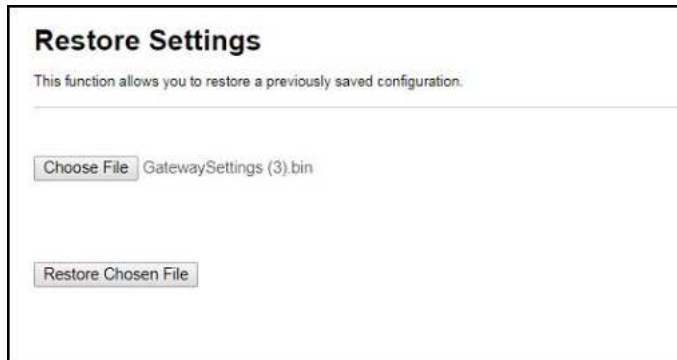 Restore Settings
This function allows you to restore a previously saved configuration.
Choose File GatewaySettings (3).bin
Restore Chosen File